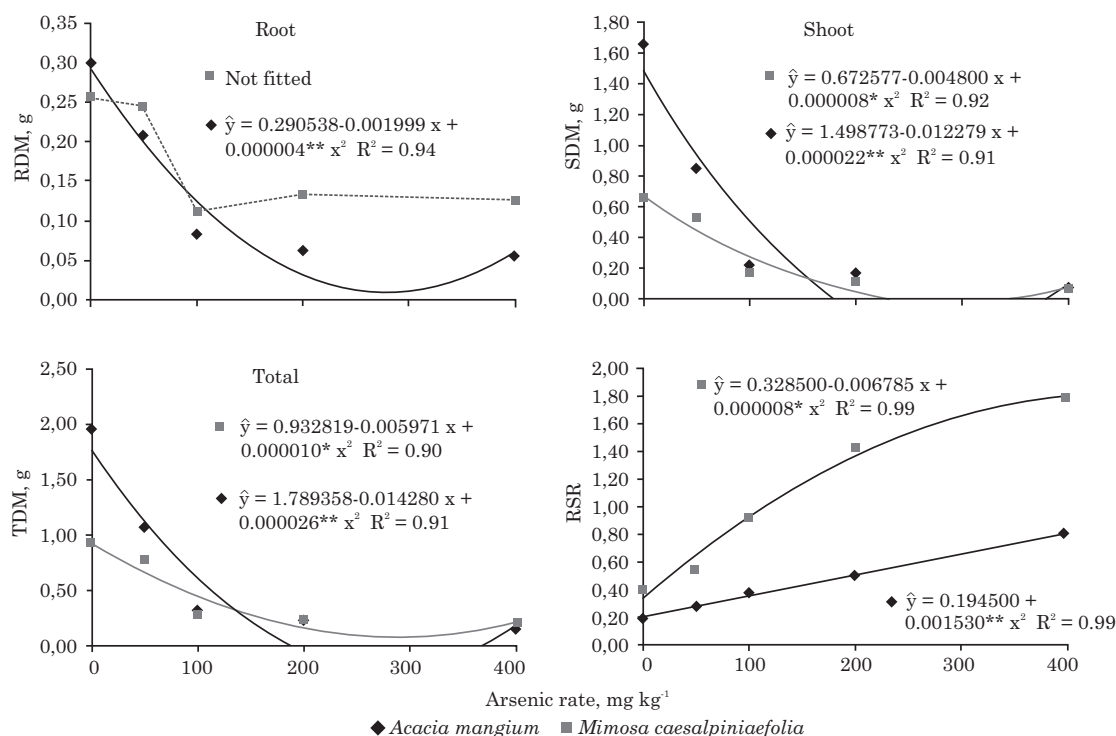 Root
0,35
0,30
0,25
0,20
0,15
0,10
0,05
0,00
RDM, g
Not fitted
ŷ = 0.290538-0.001999 x +
0.000004** x² R² = 0.94
Shoot
1,80
1,60
1,40
1,20
1,00
0,80
0,60
0,40
0,20
0,00
SDM, g
ŷ = 0.672577-0.004800 x +
0.000008* x² R² = 0.92
ŷ = 1.498773-0.012279 x +
0.000022** x² R² = 0.91
Total
2,50
2,00
1,50
1,00
0,50
0,00
TDM, g
ŷ = 0.932819-0.005971 x +
0.000010* x² R² = 0.90
ŷ = 1.789358-0.014280 x +
0.000026** x² R² = 0.91
0 100 200 300 400
2,00
1,80
1,60
1,40
1,20
1,00
0,80
0,60
0,40
0,20
0,00
RSR
ŷ = 0.328500-0.006785 x +
0.000008* x² R² = 0.99
ŷ = 0.194500 +
0.001530** x² R² = 0.99
0 100 200 300 400
Arsenic rate, mg kg⁻¹
Acacia mangium Mimosa caesalpiniaefolia